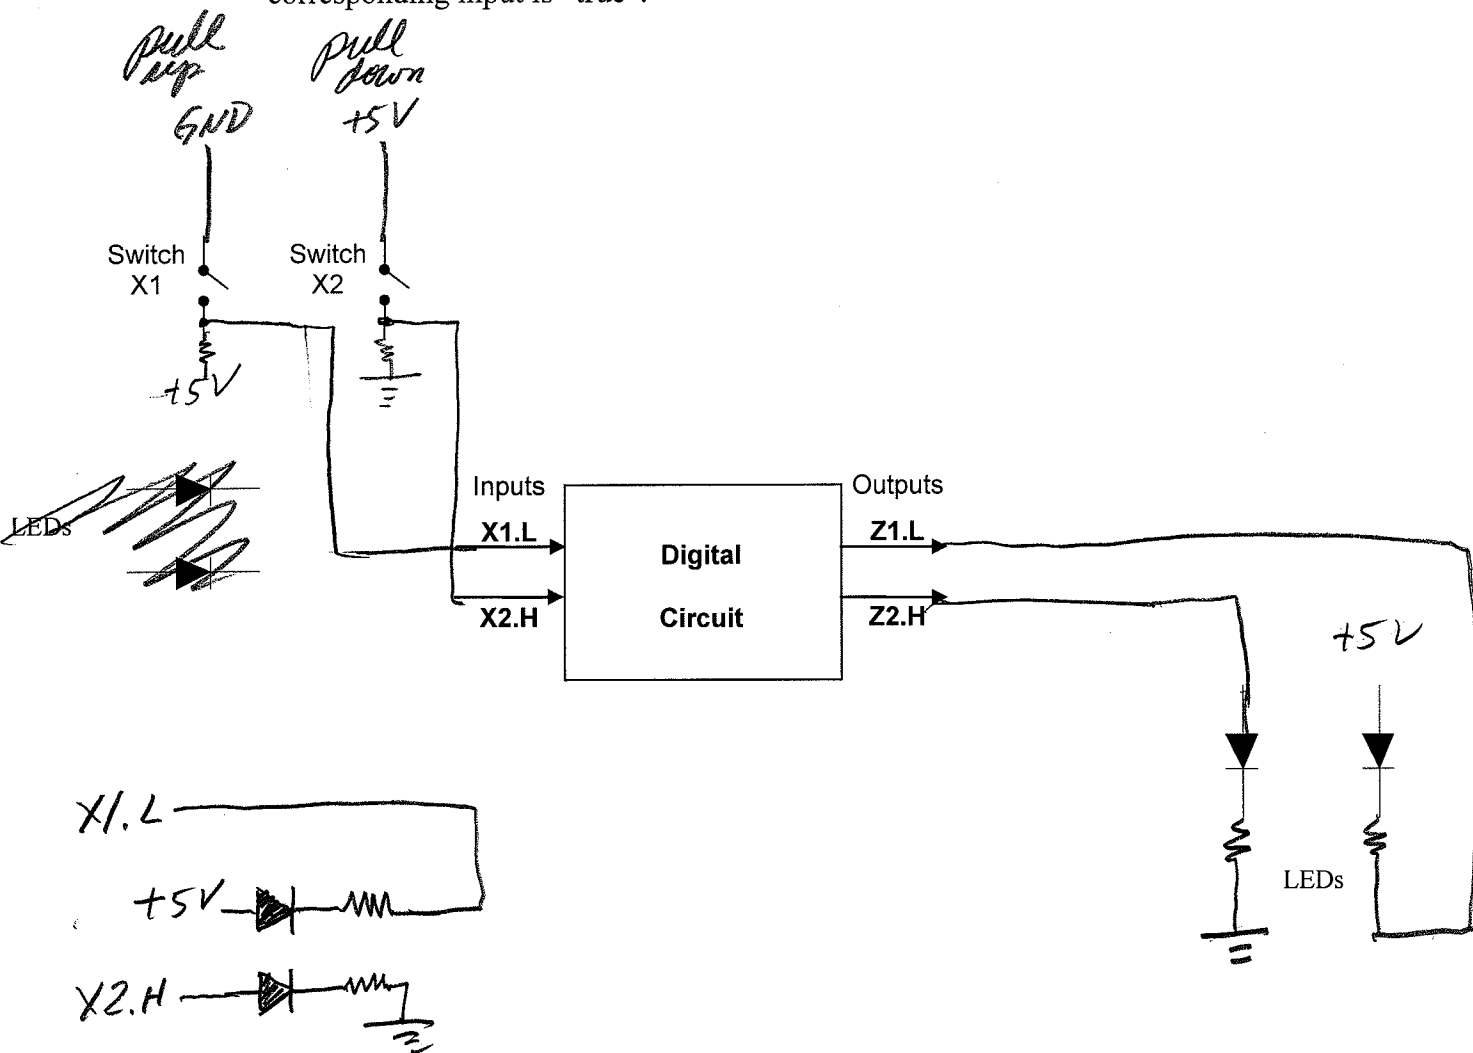 corresponding input is "true".
pull up
pull down
GND
+5V
Switch X1
Switch X2
+5V
LEDs
Inputs
Outputs
X1.L
Z1.L
Digital Circuit
X2.H
Z2.H
+5V
LEDs
X1.L
+5V
X2.H